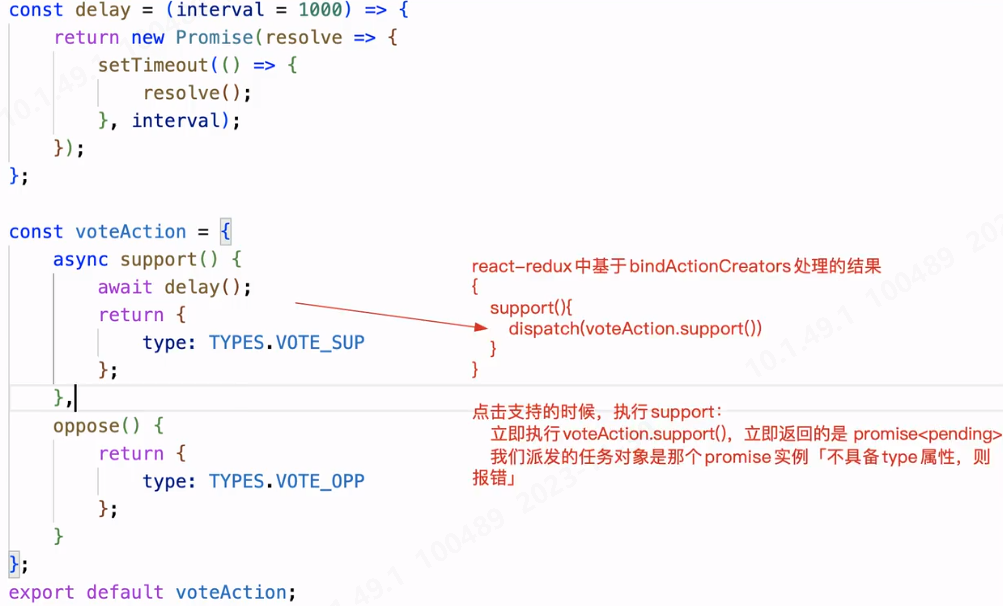 const delay = (interval = 1000) => {
    return new Promise(resolve => {
        setTimeout(() => {
            resolve();
        }, interval);
    });
};
const voteAction = {
    async support() {
        await delay();
        return {
            type: TYPES.VOTE_SUP
        };
    },
    oppose() {
        return {
            type: TYPES.VOTE_OPP
        };
    }
};
export default voteAction;
react-redux中基于bindActionCreators处理的结果
{
  support(){
    dispatch(voteAction.support())
  }
}
点击支持的时候，执行support：
  立即执行voteAction.support()，立即返回的是 promise<pending>
  我们派发的任务对象是那个promise实例「不具备type属性，则
报错」
10.1.49.1 100489 202
100489 2023-
10.1.49.
.49.1